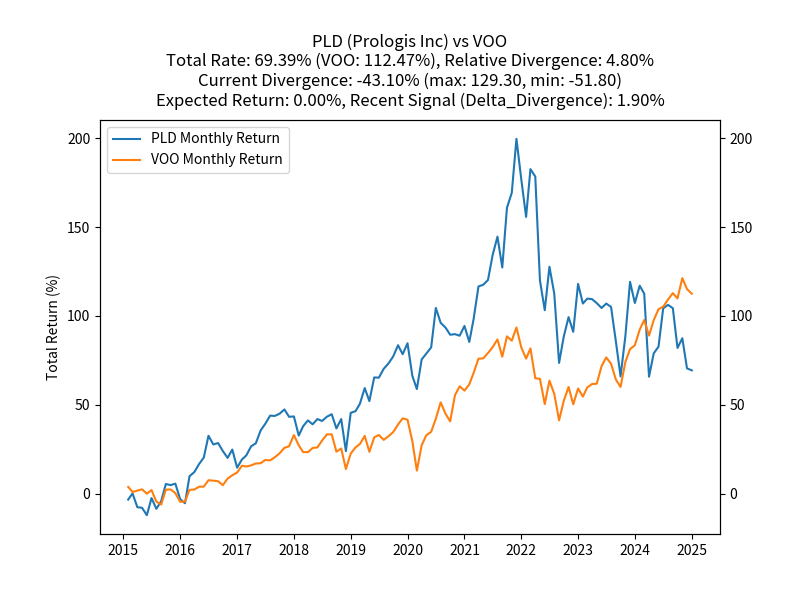 PLD (Prologis Inc) vs VOO
Total Rate: 69.39% (VOO: 112.47%), Relative Divergence: 4.80%
Current Divergence: -43.10% (max: 129.30, min: -51.80)
Expected Return: 0.00%, Recent Signal (Delta_Divergence): 1.90%
PLD Monthly Return
VOO Monthly Return
Total Return (%)
200
150
100
50
0
200
150
100
50
0
2015 2016 2017 2018 2019 2020 2021 2022 2023 2024 2025